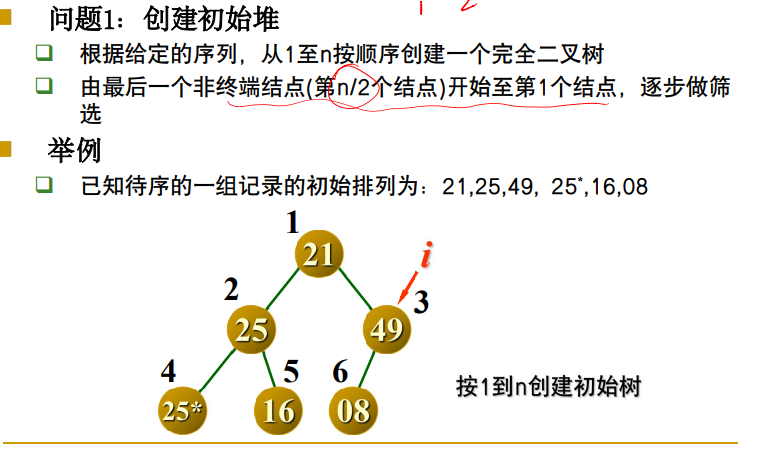 1 2
问题1：创建初始堆
根据给定的序列，从1至n按顺序创建一个完全二叉树
由最后一个非终端结点(第n/2个结点)开始至第1个结点，逐步做筛
选
举例
已知待序的一组记录的初始排列为：21,25,49, 25*,16,08
1
21
i
2
3
25
49
4
5
6
25*
16
08
按1到n创建初始树